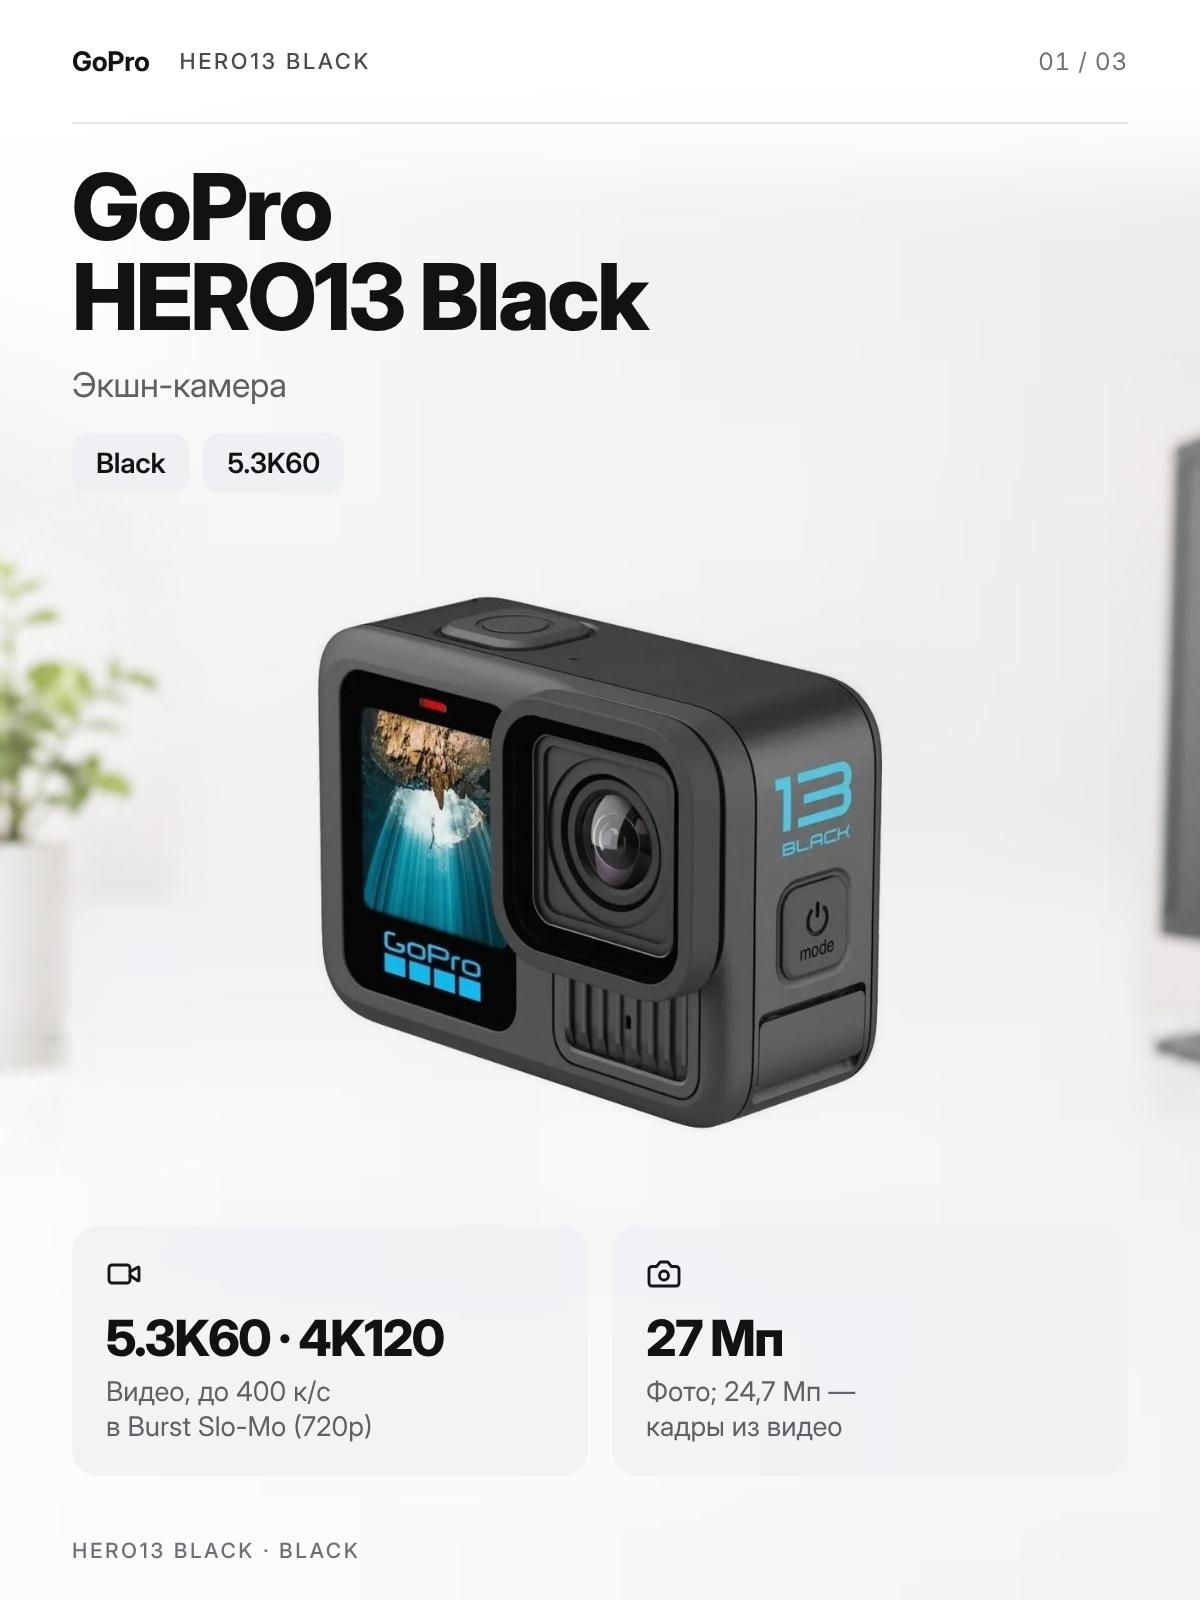 GoPro HERO13 BLACK 01 / 03
GoPro
HERO13 Black
Экшн-камера
Black 5.3K60
13
BLACK
mode
GoPro
5.3K60 · 4K120
Видео, до 400 к/с
в Burst Slo-Mo (720p)
27 Мп
Фото; 24,7 Мп —
кадры из видео
HERO13 BLACK · BLACK